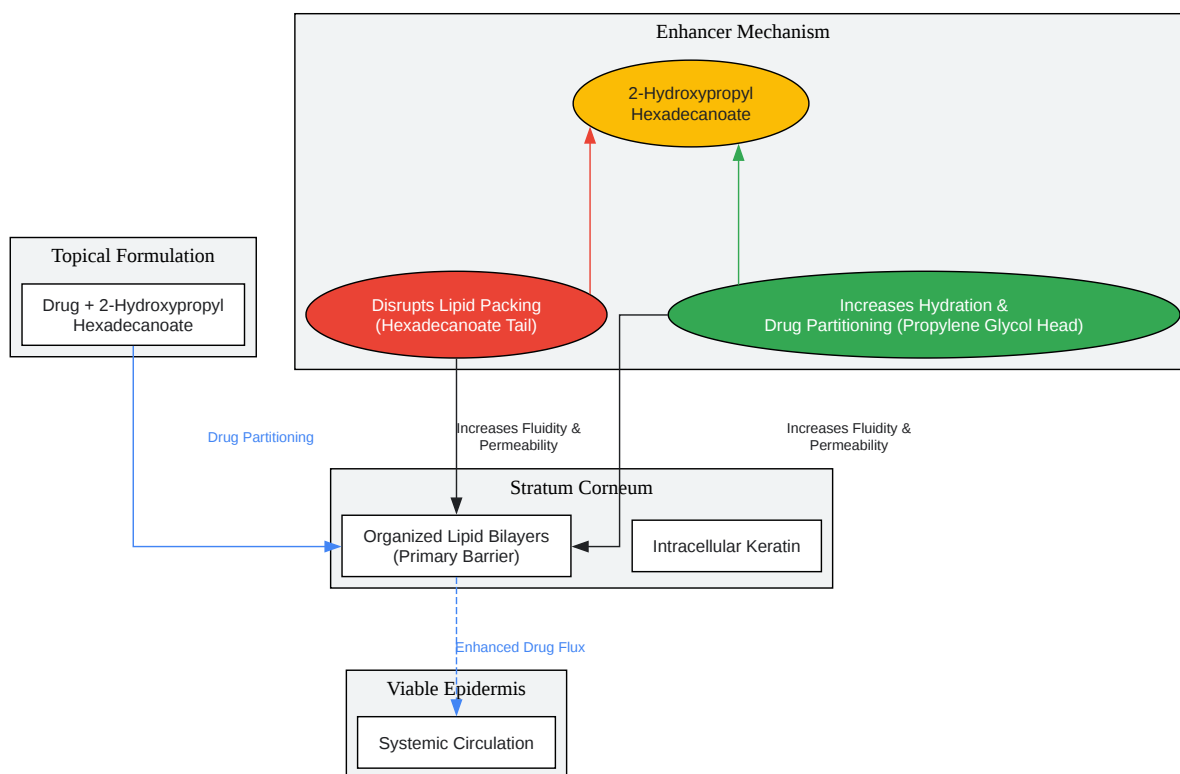 Enhancer Mechanism
2-Hydroxypropyl
Hexadecanoate
Topical Formulation
Drug + 2-Hydroxypropyl
Hexadecanoate
Disrupts Lipid Packing
(Hexadecanoate Tail)
Increases Hydration &
Drug Partitioning (Propylene Glycol Head)
Drug Partitioning
Increases Fluidity &
Permeability
Increases Fluidity &
Permeability
Stratum Corneum
Organized Lipid Bilayers
(Primary Barrier)
Intracellular Keratin
Enhanced Drug Flux
Viable Epidermis
Systemic Circulation